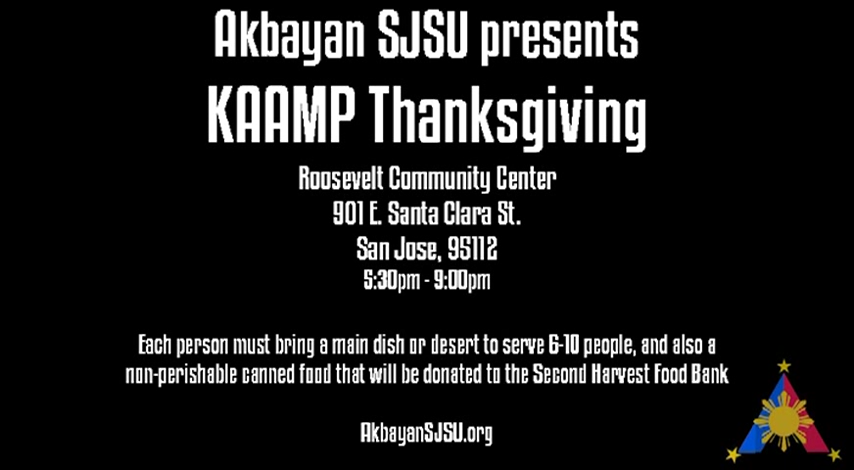 Akbayan SJSU presents
KAAMP Thanksgiving
Roosevelt Community Center
901 E. Santa Clara St.
San Jose, 95112
5:30pm - 9:00pm
Each person must bring a main dish or desert to serve 6-10 people, and also a
non-perishable canned food that will be donated to the Second Harvest Food Bank
AkbayanSJSU.org